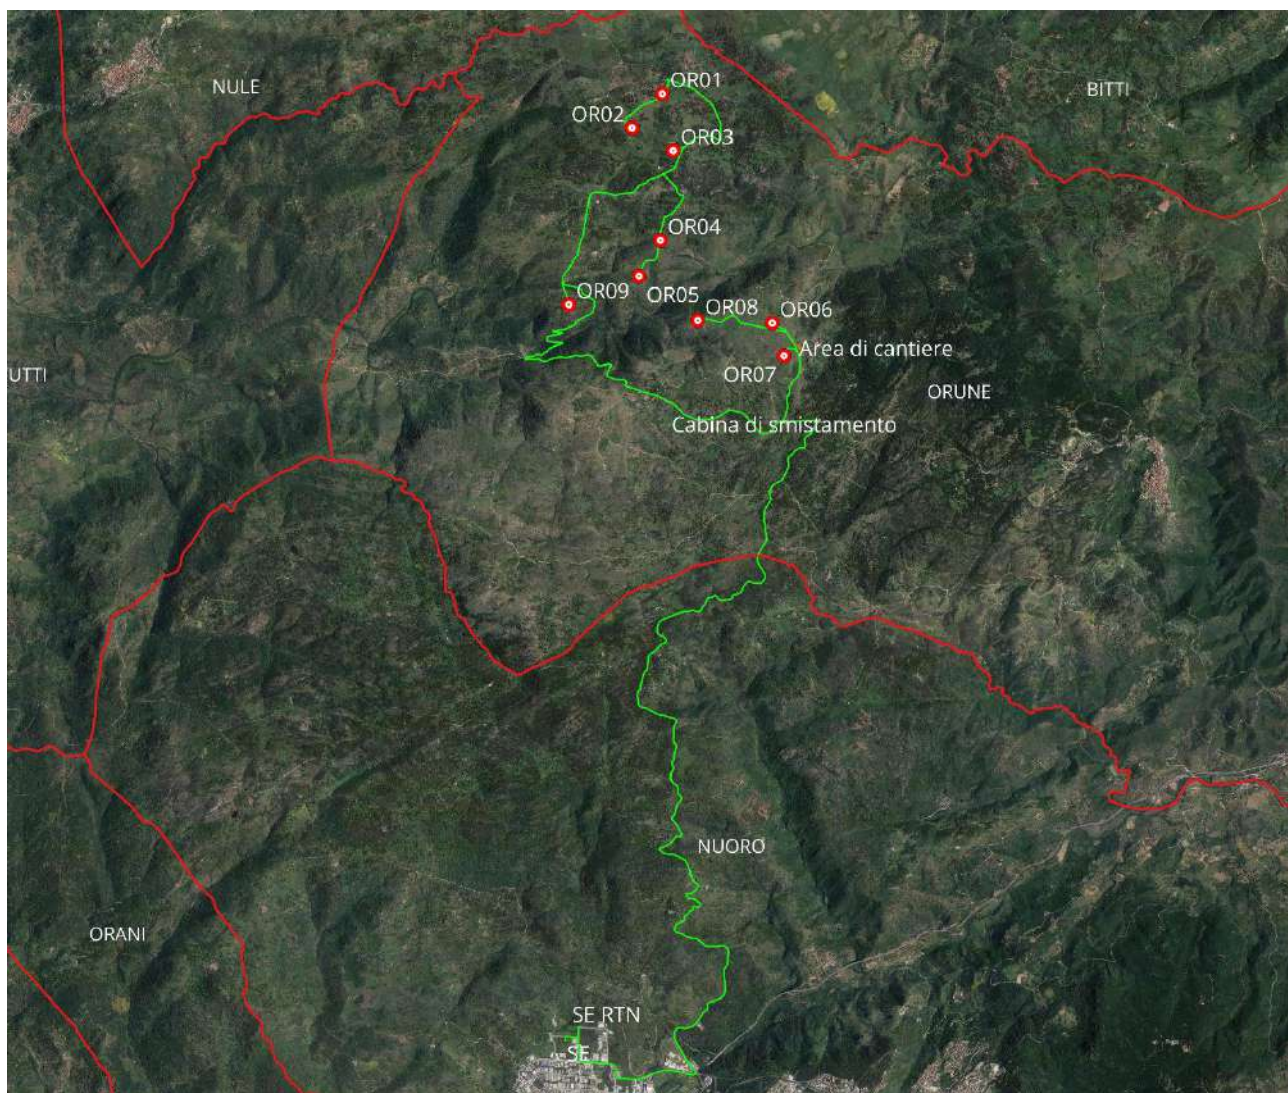 NULE
OR01
BITTI
OR02
OR03
OR04
OR05
OR09
OR08
OR06
Area di cantiere
OR07
UTTI
ORUNE
Cabina di smistamento
NUORO
ORANI
SE RTN
SE